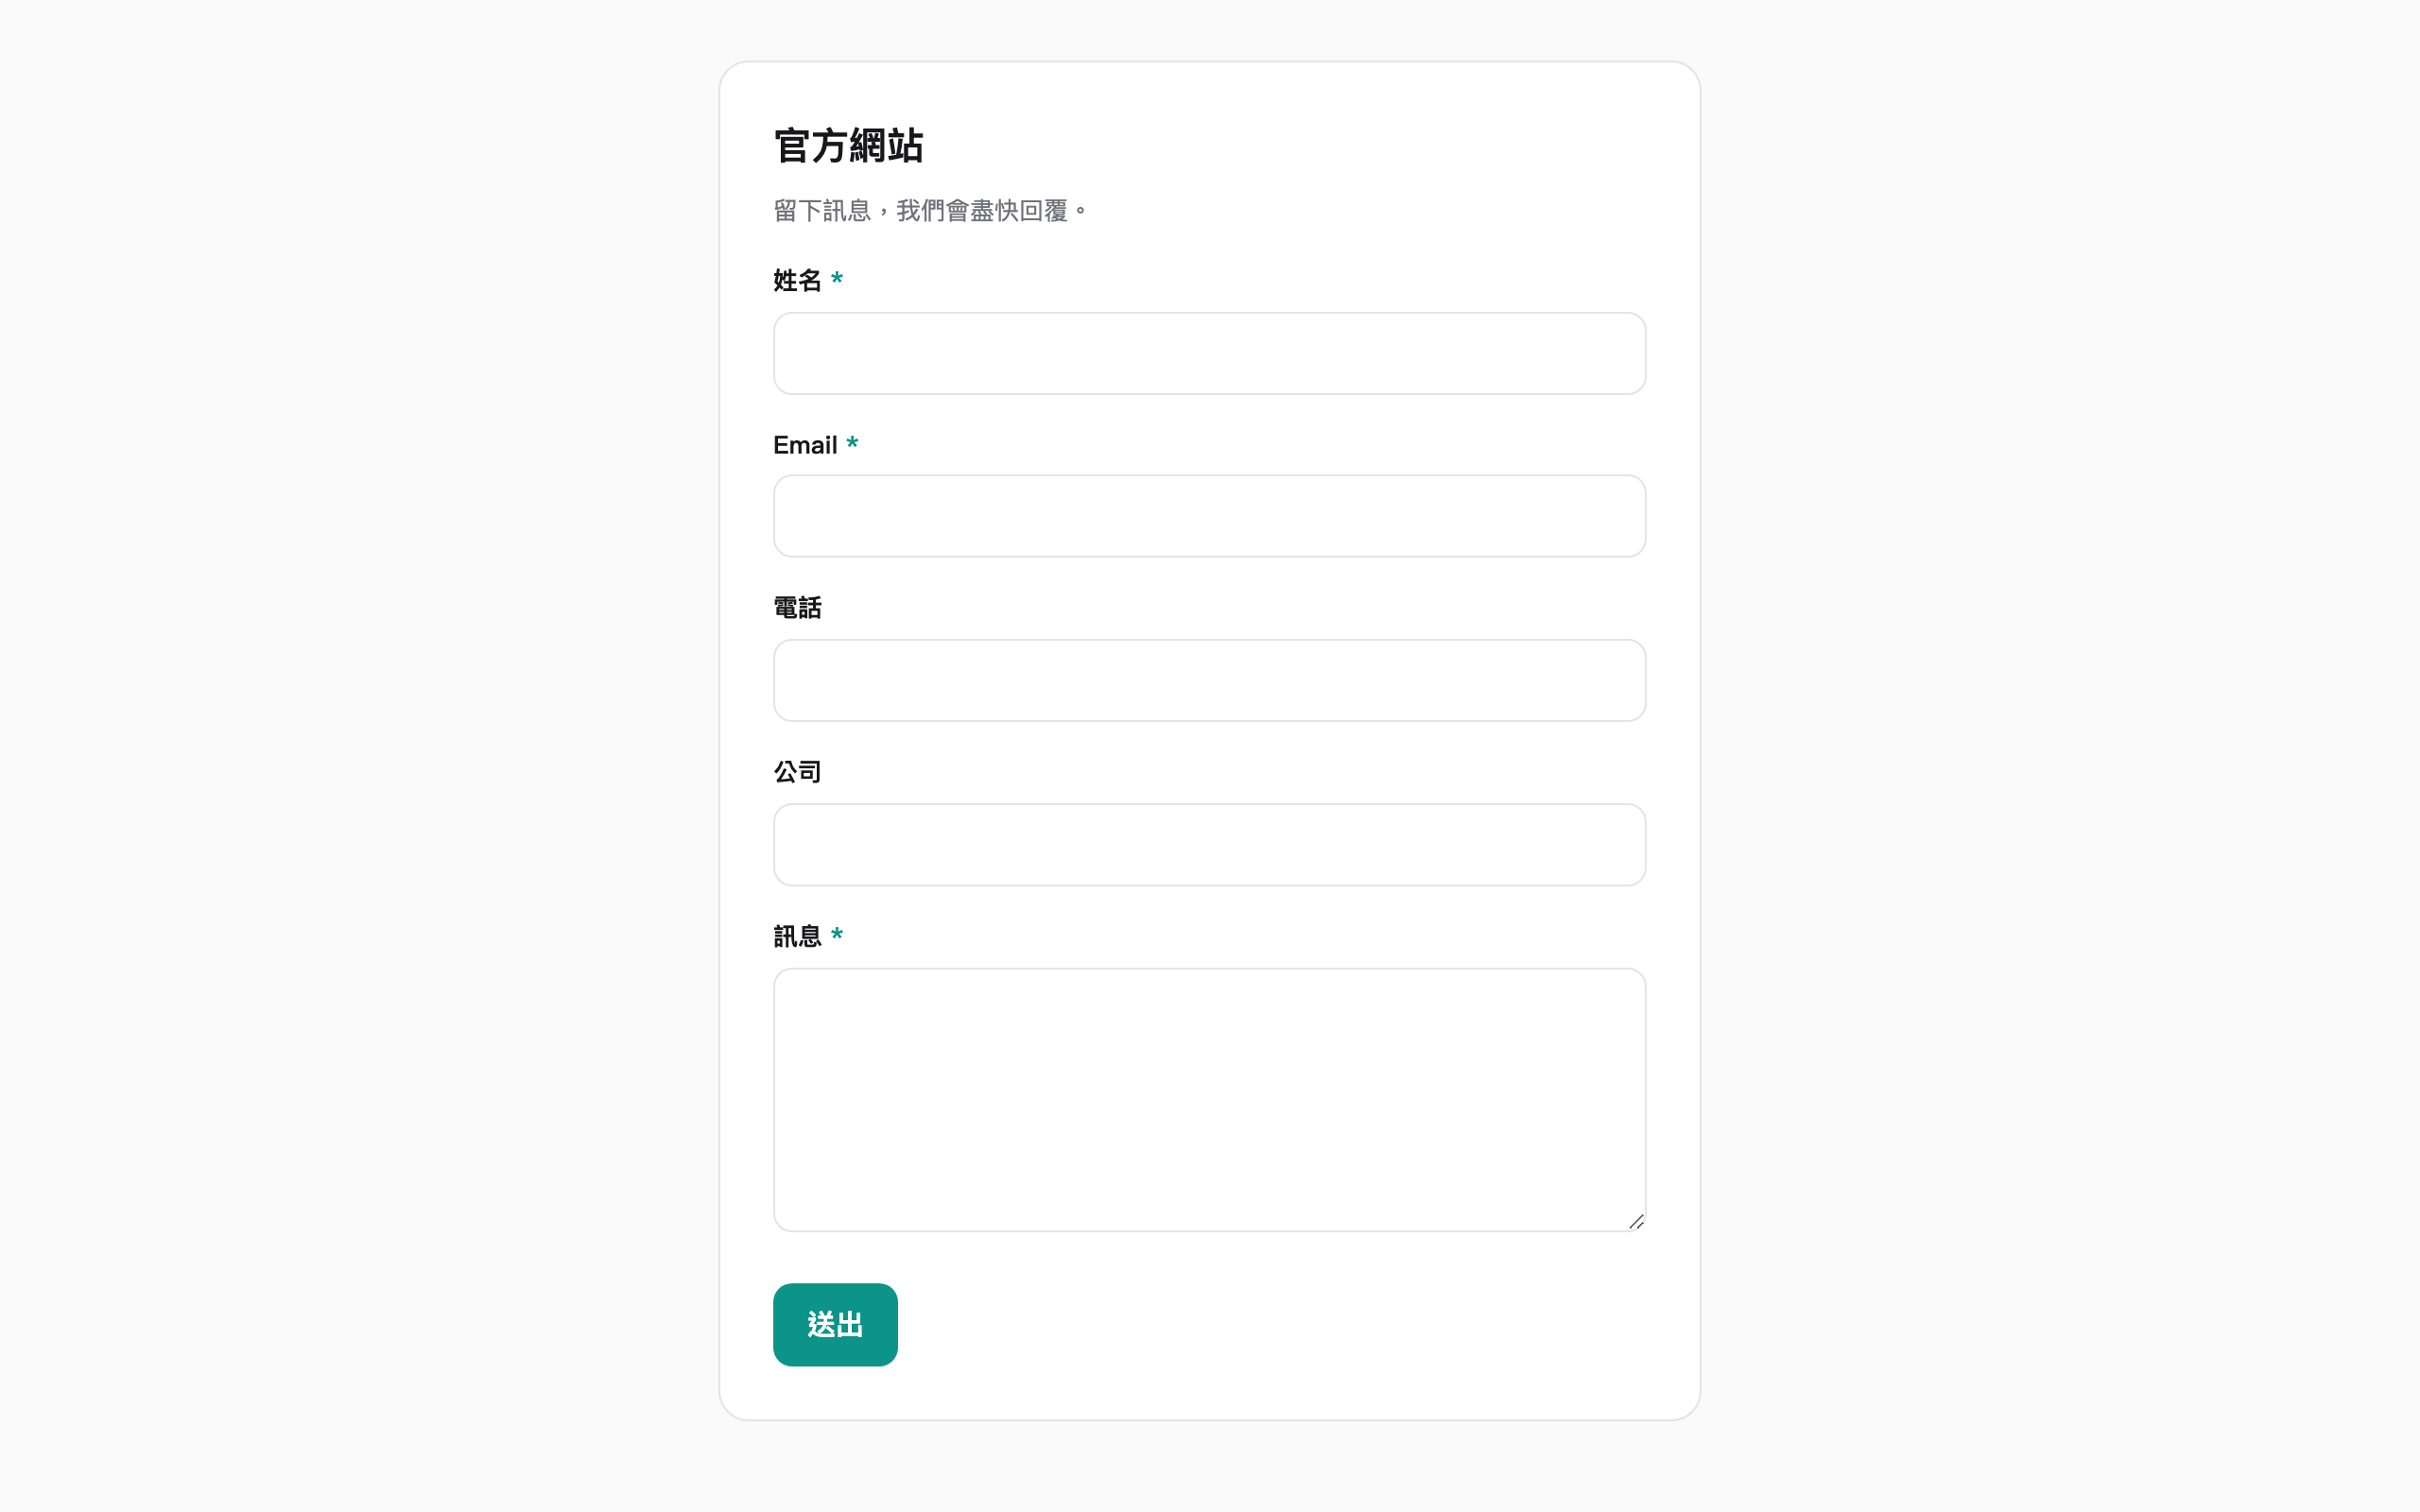 官方網站
留下訊息，我們會盡快回覆。
姓名 *
Email *
電話
公司
訊息 *
送出